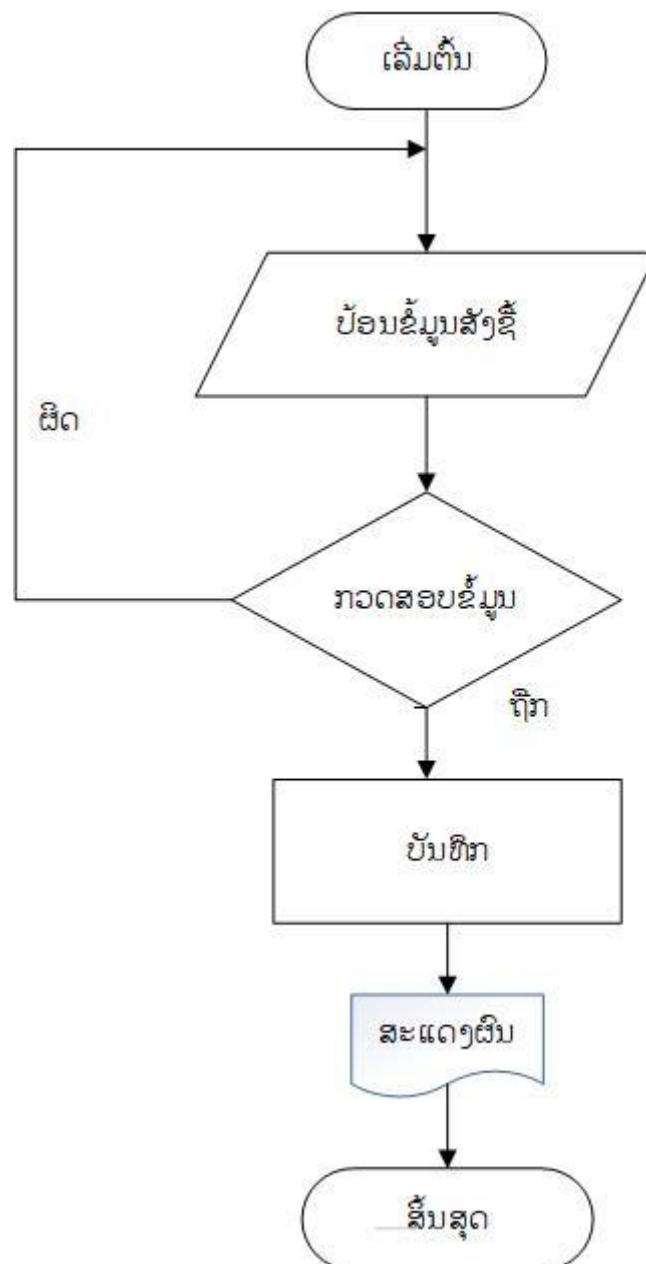 ເລີ່ມຕົ້ນ
ປ້ອນຂໍ້ມູນສັ່ງຊື້
ຜິດ
ກວດສອບຂໍ້ມູນ
ຖືກ
ບັນທຶກ
ສະແດງຜົນ
ສິ້ນສຸດ